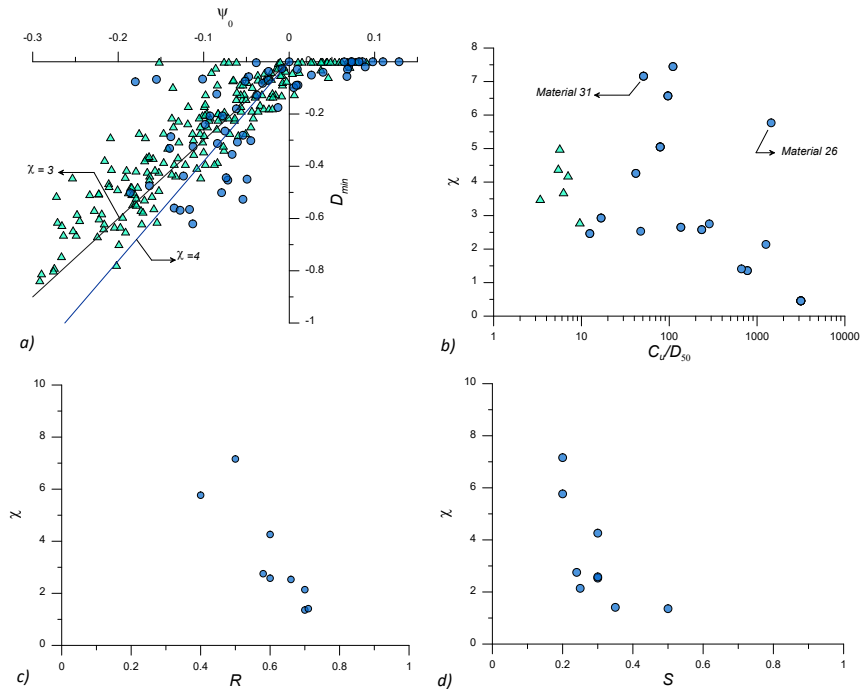 ψ0
-0.3 -0.2 -0.1 0 0.1
0
-0.2
-0.4
-0.6
-0.8
-1
Dmin
χ = 3
χ =4
a)
8
7
6
5
4
3
2
1
0
χ
Material 31
Material 26
1 10 100 1000 10000
Cu/D50
b)
10
8
6
4
2
0
χ
0 0.2 0.4 0.6 0.8 1
R
c)
10
8
6
4
2
0
χ
0 0.2 0.4 0.6 0.8 1
S
d)